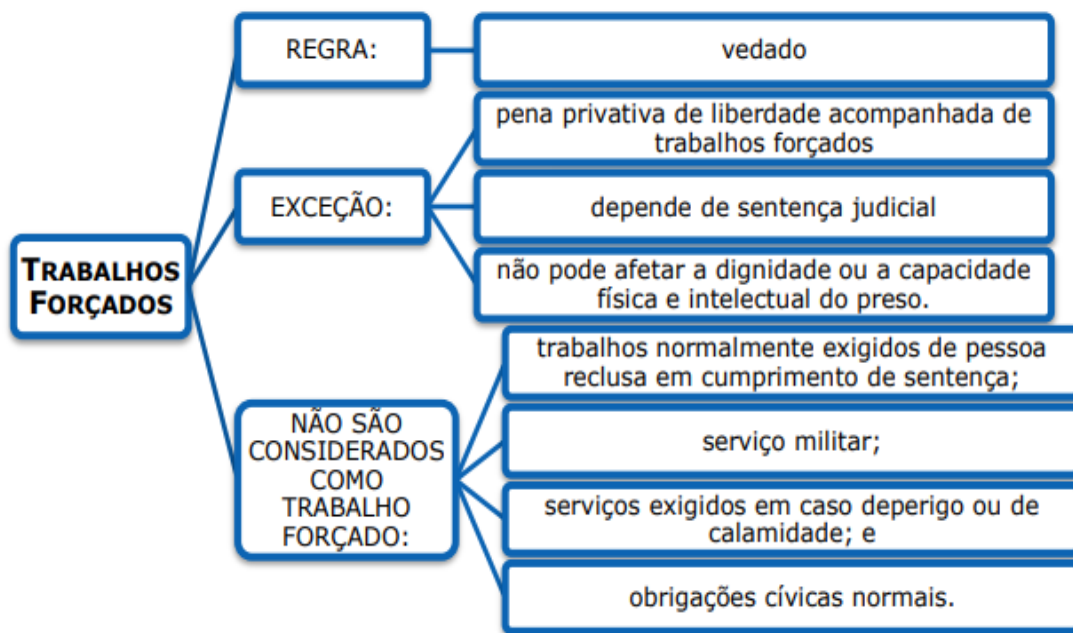 REGRA:
vedado
pena privativa de liberdade acompanhada de
trabalhos forçados
EXCEÇÃO:
depende de sentença judicial
não pode afetar a dignidade ou a capacidade
física e intelectual do preso.
TRABALHOS
FORÇADOS
trabalhos normalmente exigidos de pessoa
reclusa em cumprimento de sentença;
NÃO SÃO
CONSIDERADOS
COMO
TRABALHO
FORÇADO:
serviço militar;
serviços exigidos em caso deperigo ou de
calamidade; e
obrigações cívicas normais.